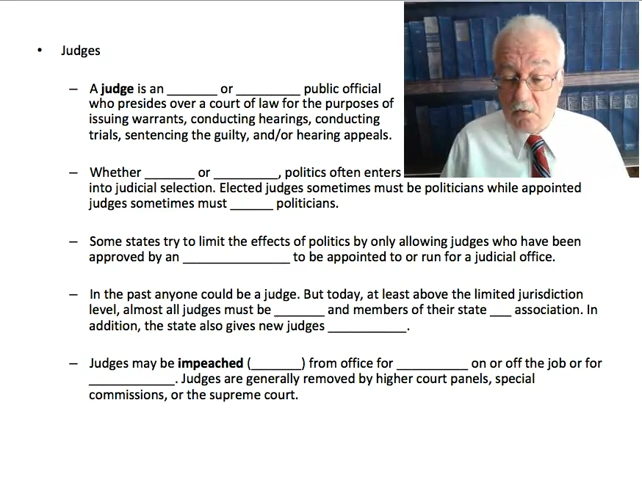 • Judges
– A judge is an _______ or _________ public official
who presides over a court of law for the purposes of
issuing warrants, conducting hearings, conducting
trials, sentencing the guilty, and/or hearing appeals.
– Whether _______ or _________, politics often enters
into judicial selection. Elected judges sometimes must be politicians while appointed
judges sometimes must ______ politicians.
– Some states try to limit the effects of politics by only allowing judges who have been
approved by an _______________ to be appointed to or run for a judicial office.
– In the past anyone could be a judge. But today, at least above the limited jurisdiction
level, almost all judges must be _______ and members of their state ___ association. In
addition, the state also gives new judges ___________.
– Judges may be impeached (_______) from office for __________ on or off the job or for
____________. Judges are generally removed by higher court panels, special
commissions, or the supreme court.